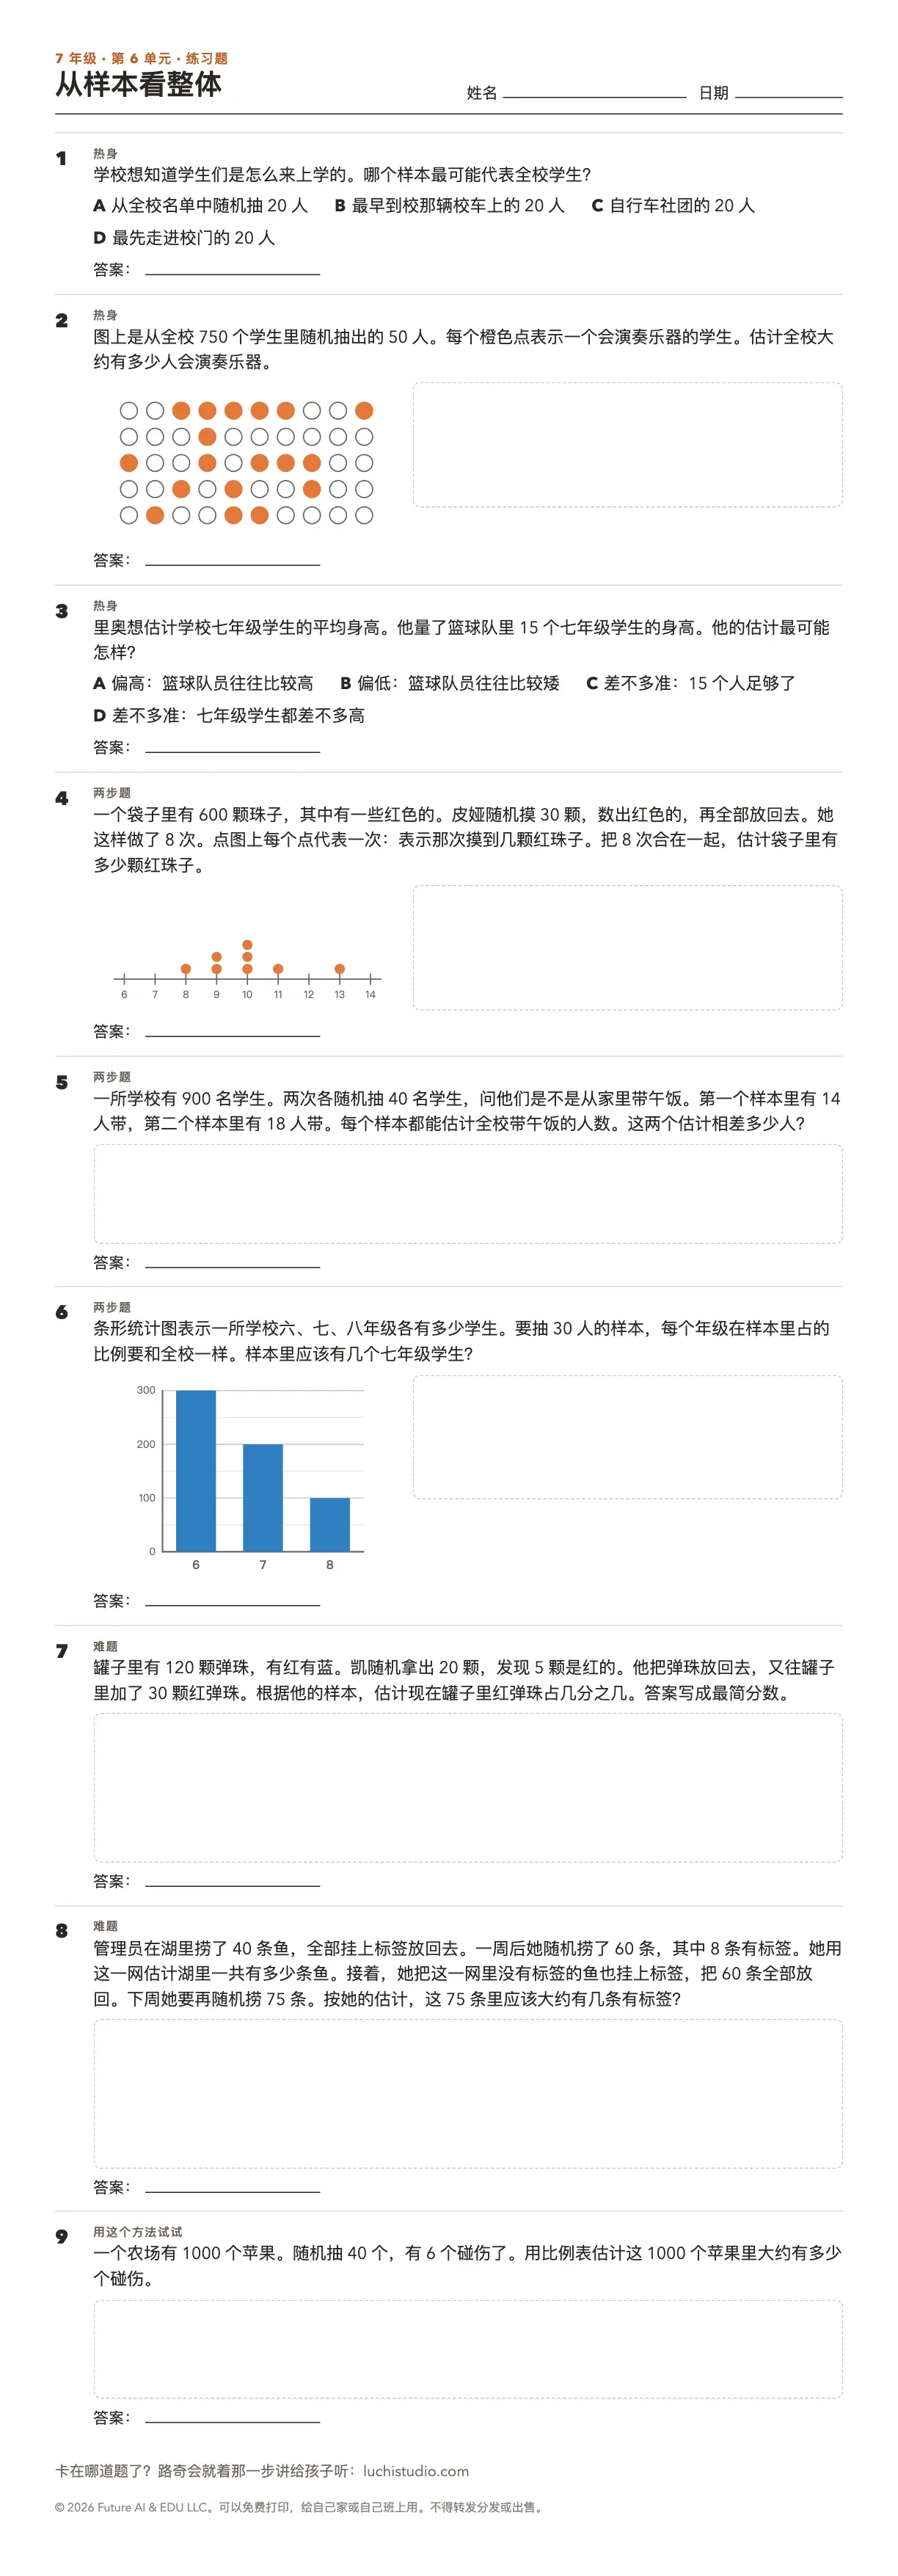 7 年级·第 6 单元·练习题
从样本看整体
姓名 日期
1 热身
学校想知道学生们是怎么来上学的。哪个样本最可能代表全校学生?
A 从全校名单中随机抽 20 人 B 最早到校那辆校车上的 20 人 C 自行车社团的 20 人
D 最先走进校门的 20 人
答案:
2 热身
图上是从全校 750 个学生里随机抽出的 50 人。每个橙色点表示一个会演奏乐器的学生。估计全校大
约有多少人会演奏乐器。
答案:
3 热身
里奥想估计学校七年级学生的平均身高。他量了篮球队里 15 个七年级学生的身高。他的估计最可能
怎样?
A 偏高：篮球队员往往比较高 B 偏低：篮球队员往往比较矮 C 差不多准：15 个人足够了
D 差不多准：七年级学生都差不多高
答案:
4 两步题
一个袋子里有 600 颗珠子，其中有一些红色的。皮娅随机摸 30 颗，数出红色的，再全部放回去。她
这样做了 8 次。点图上每个点代表一次：表示那次摸到几颗红珠子。把 8 次合在一起，估计袋子里有
多少颗红珠子。
6 7 8 9 10 11 12 13 14
答案:
5 两步题
一所学校有 900 名学生。两次各随机抽 40 名学生，问他们是不是从家里带午饭。第一个样本里有 14
人带，第二个样本里有 18 人带。每个样本都能估计全校带午饭的人数。这两个估计相差多少人?
答案:
6 两步题
条形统计图表示一所学校六、七、八年级各有多少学生。要抽 30 人的样本，每个年级在样本里占的
比例要和全校一样。样本里应该有几个七年级学生?
300
200
100
0
6 7 8
答案:
7 难题
罐子里有 120 颗弹珠，有红有蓝。凯随机拿出 20 颗，发现 5 颗是红的。他把弹珠放回去，又往罐子
里加了 30 颗红弹珠。根据他的样本，估计现在罐子里红弹珠占几分之几。答案写成最简分数。
答案:
8 难题
管理员在湖里捞了 40 条鱼，全部挂上标签放回去。一周后她随机捞了 60 条，其中 8 条有标签。她用
这一网估计湖里一共有多少条鱼。接着，她把这一网里没有标签的鱼也挂上标签，把 60 条全部放
回。下周她要再随机捞 75 条。按她的估计，这 75 条里应该大约有几条有标签?
答案:
9 用这个方法试试
一个农场有 1000 个苹果。随机抽 40 个，有 6 个碰伤了。用比例表估计这 1000 个苹果里大约有多少
个碰伤。
答案:
卡在哪道题了？路奇会就着那一步讲给孩子听：luchistudio.com
© 2026 Future AI & EDU LLC。可以免费打印，给自己家或自己班上用。不得转发分发或出售。